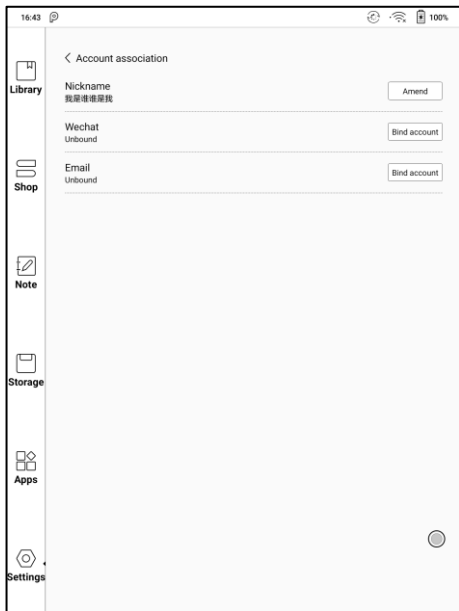 16:43
100%
Account association
Nickname
我是谁谁是我
Amend
Wechat
Unbound
Bind account
Email
Unbound
Bind account
Library
Shop
Note
Storage
Apps
Settings